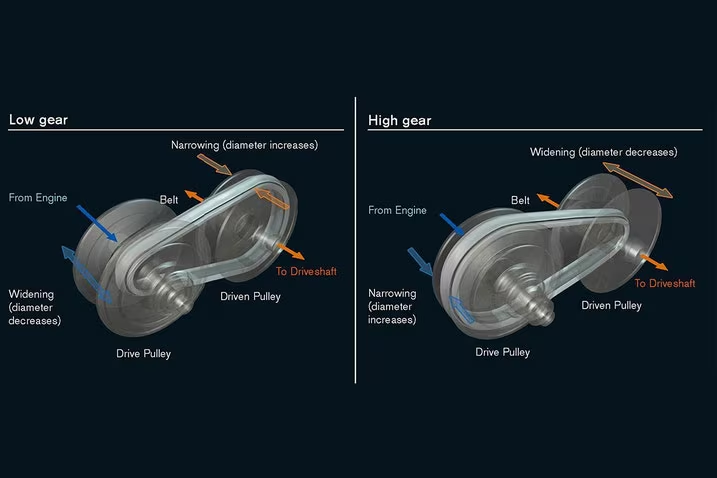 Low gear
Narrowing (diameter increases)
From Engine
Belt
To Driveshaft
Widening
(diameter
decreases)
Driven Pulley
Drive Pulley
High gear
Widening (diameter decreases)
Belt
From Engine
To Driveshaft
Narrowing
(diameter
increases)
Driven Pulley
Drive Pulley